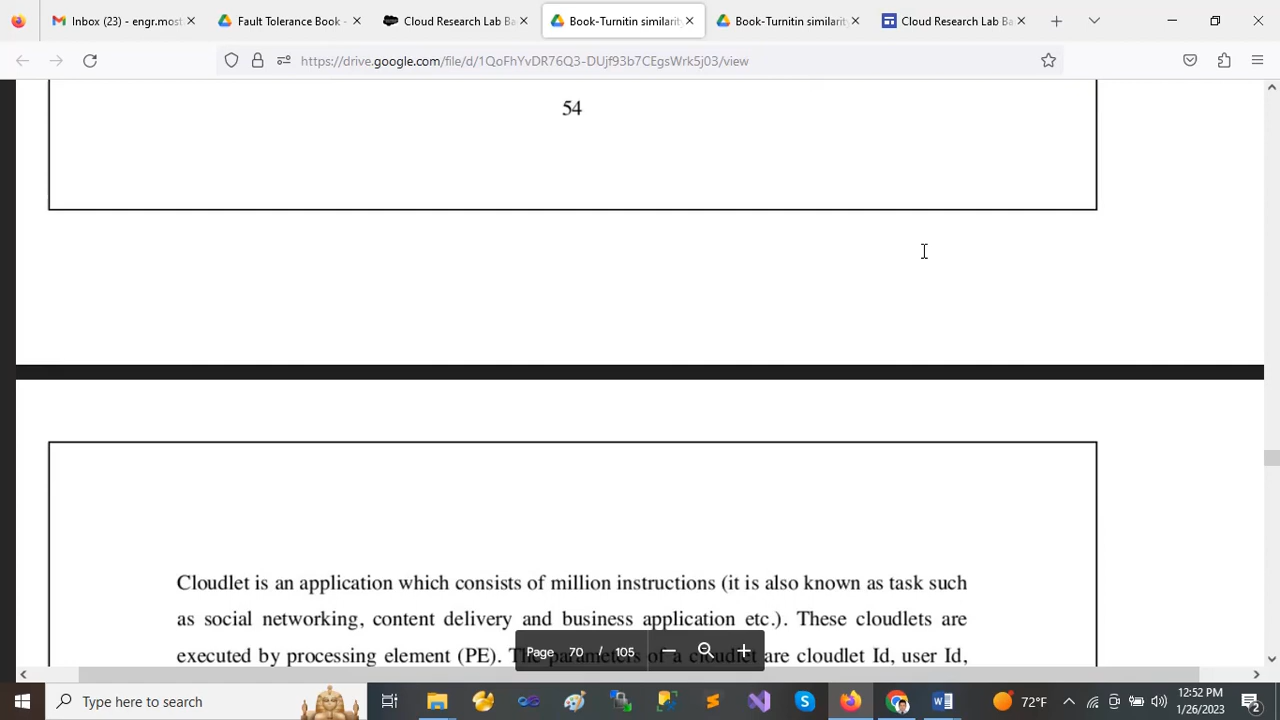 Inbox (23) - engr.most
Fault Tolerance Book -
Cloud Research Lab Ba
Book-Turnitin similarit
Book-Turnitin similarit
Cloud Research Lab Ba
https://drive.google.com/file/d/1QoFhYvDR76Q3-DUjf93b7CEgsWrk5j03/view
54
Cloudlet is an application which consists of million instructions (it is also known as task such
as social networking, content delivery and business application etc.). These cloudlets are
executed by processing element (PE). The parameters of a cloudlet are cloudlet Id, user Id,
Page 70 / 105
Type here to search
72°F
12:52 PM
1/26/2023
2